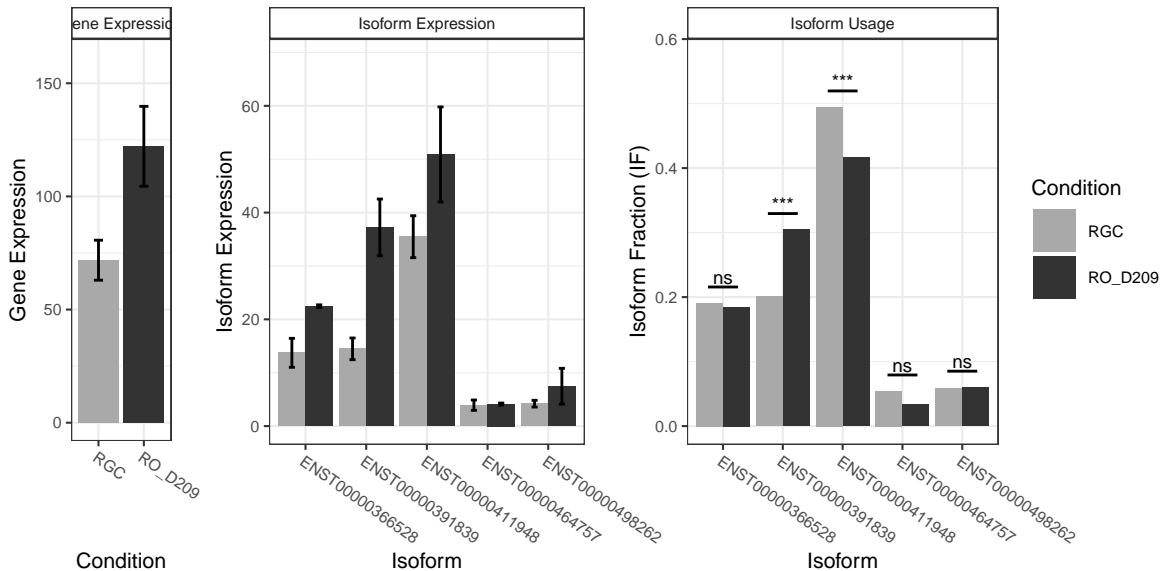 ene Expressio
Isoform Expression
Isoform Usage
Gene Expression
150
100
50
0
RGC
RO_D209
Condition
Isoform Expression
60
40
20
0
ENST00000366528
ENST00000391839
ENST00000411948
ENST00000464757
ENST00000498262
Isoform
Isoform Fraction (IF)
0.6
0.4
0.2
0.0
ns
***
***
ns
ns
ENST00000366528
ENST00000391839
ENST00000411948
ENST00000464757
ENST00000498262
Isoform
Condition
RGC
RO_D209